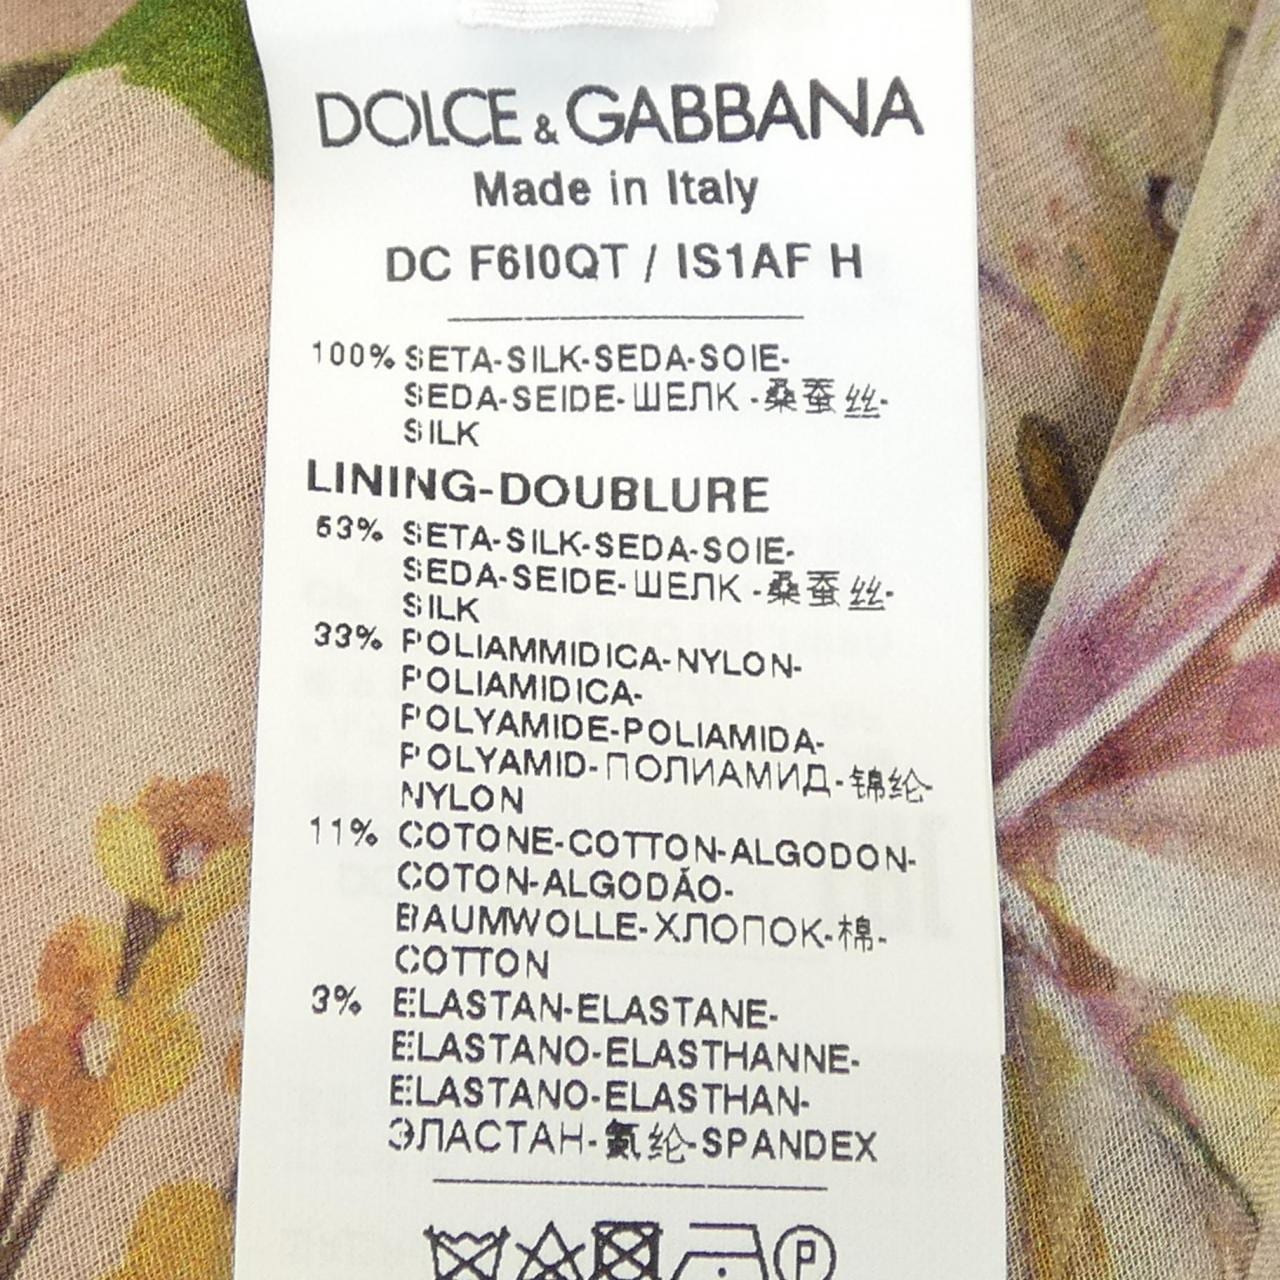 DOLCE & GABBANA
Made in Italy
DC F6I0QT / IS1AF H
100% SETA-SILK-SEDA-SOIE-
SEDA-SEIDE-ШЕЛК-桑蚕丝-
SILK
LINING-DOUBLURE
53% SETA-SILK-SEDA-SOIE-
SEDA-SEIDE-ШЕЛК-桑蚕丝-
SILK
33% POLIAMMIDICA-NYLON-
POLIAMIDICA-
POLYAMIDE-POLIAMIDA-
POLYAMID-ПОЛИАМИД-锦纶-
NYLON
11% COTONE-COTTON-ALGODON-
COTON-ALGODÃO-
BAUMWOLLE-ХЛОПОК-棉-
COTTON
3% ELASTAN-ELASTANE-
ELASTANO-ELASTHANNE-
ELASTANO-ELASTHAN-
ЭЛАСТАН-氨纶-SPANDEX
P